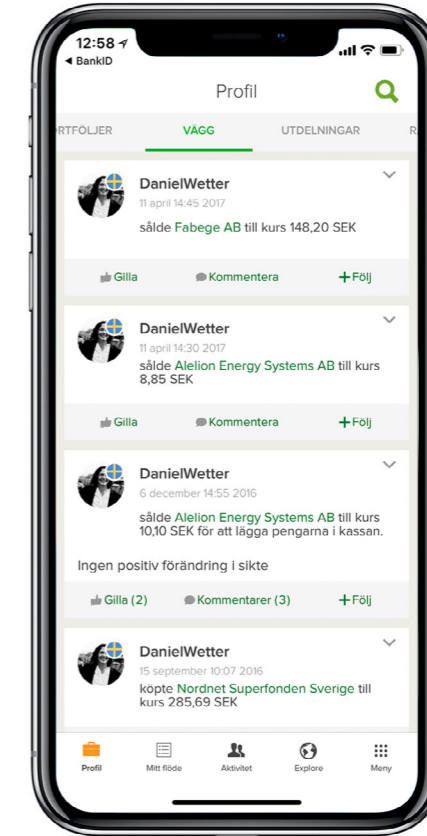 12:58
◀ BankID
Profil
RTFÖLJER VÄGG UTDELNINGAR R
DanielWetter
11 april 14:45 2017
sålde Fabege AB till kurs 148,20 SEK
Gilla Kommentera +Följ
DanielWetter
11 april 14:30 2017
sålde Alelion Energy Systems AB till kurs
8,85 SEK
Gilla Kommentera +Följ
DanielWetter
6 december 14:55 2016
sålde Alelion Energy Systems AB till kurs
10,10 SEK för att lägga pengarna i kassan.
Ingen positiv förändring i sikte
Gilla (2) Kommentarer (3) +Följ
DanielWetter
15 september 10:07 2016
köpte Nordnet Superfonden Sverige till
kurs 285,69 SEK
Profil Mitt flöde Aktivitet Explore Meny